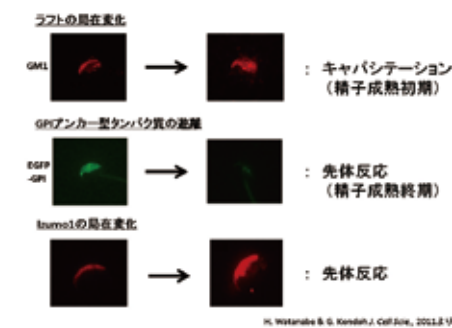 ラフトの局在変化
GM1
: キャパシテーション
(精子成熟初期)
GPIアンカー型タンパク質の遊離
EGFP
-GPI
: 先体反応
(精子成熟終期)
Izumo1の局在変化
: 先体反応
H. Watanabe & G. Kondoh J. Cell Scie., 2011より